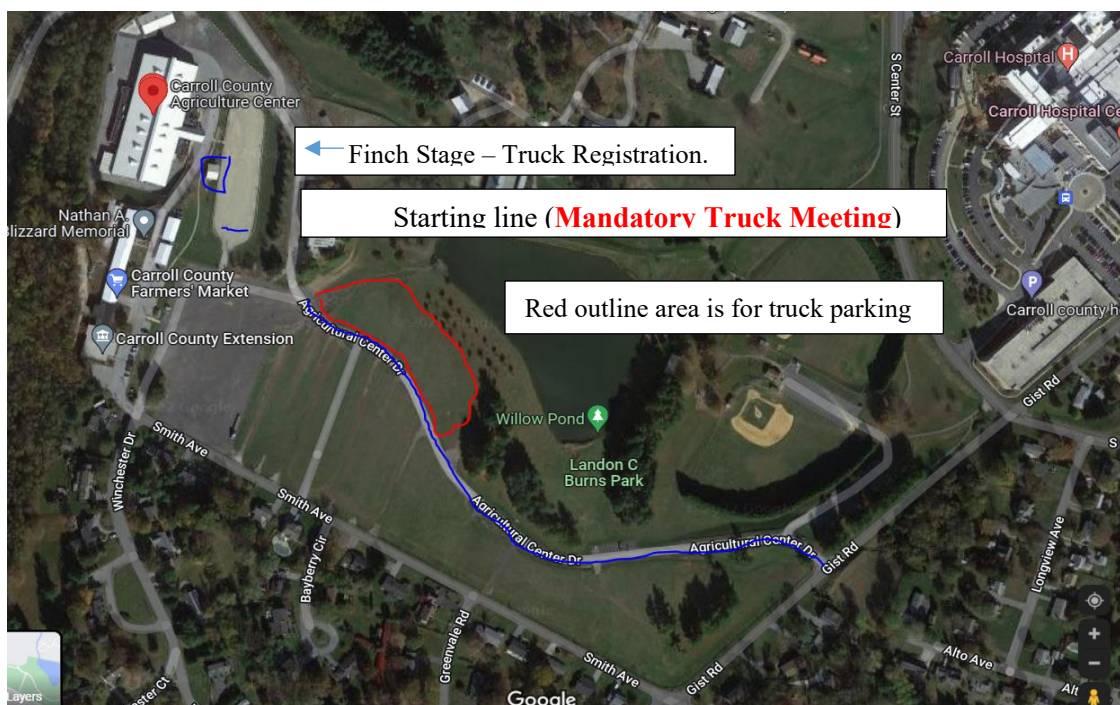 Carroll County
Agriculture Center
S Center St
Carroll Hospital
H
Carroll Hospital Ce
Finch Stage – Truck Registration.
Starting line (Mandatory Truck Meeting)
Nathan A.
Blizzard Memorial
Carroll County
Farmers' Market
Red outline area is for truck parking
P
Carroll county h
Agricultural Center Dr
Carroll County Extension
Gist Rd
Willow Pond
S
Winchester Dr
Smith Ave
Landon C
Burns Park
Smith Ave
Agricultural Center Dr
Agricultural Center Dr
Gist Rd
Longview Ave
Bayberry Cir
Greenvale Rd
Smith Ave
Alto Ave
Layers
Winchester Ct
Google
Gist Rd
Alt